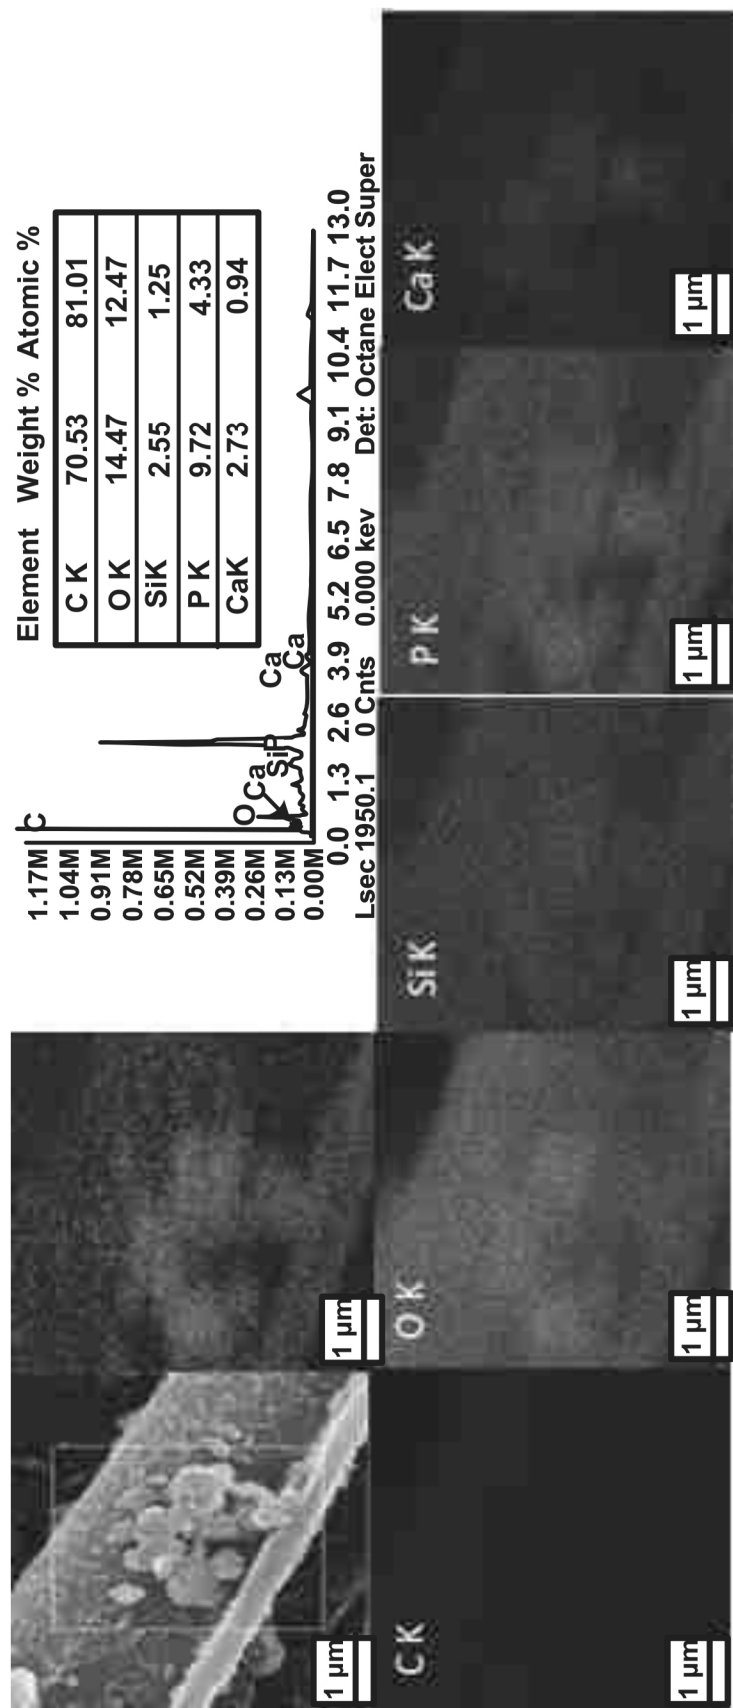 Element Weight % Atomic %
C K 70.53 81.01
O K 14.47 12.47
SiK 2.55 1.25
P K 9.72 4.33
CaK 2.73 0.94
1.17M
1.04M
0.91M
0.78M
0.65M
0.52M
0.39M
0.26M
0.13M
0.00M
C
O
Ca
Si
P
Ca
Ca
0.0 1.3 2.6 3.9 5.2 6.5 7.8 9.1 10.4 11.7 13.0
Lsec 1950.1 0 Cnts 0.000 kev Det: Octane Elect Super
1 µm
1 µm
C K
1 µm
O K
1 µm
Si K
1 µm
P K
1 µm
Ca K
1 µm